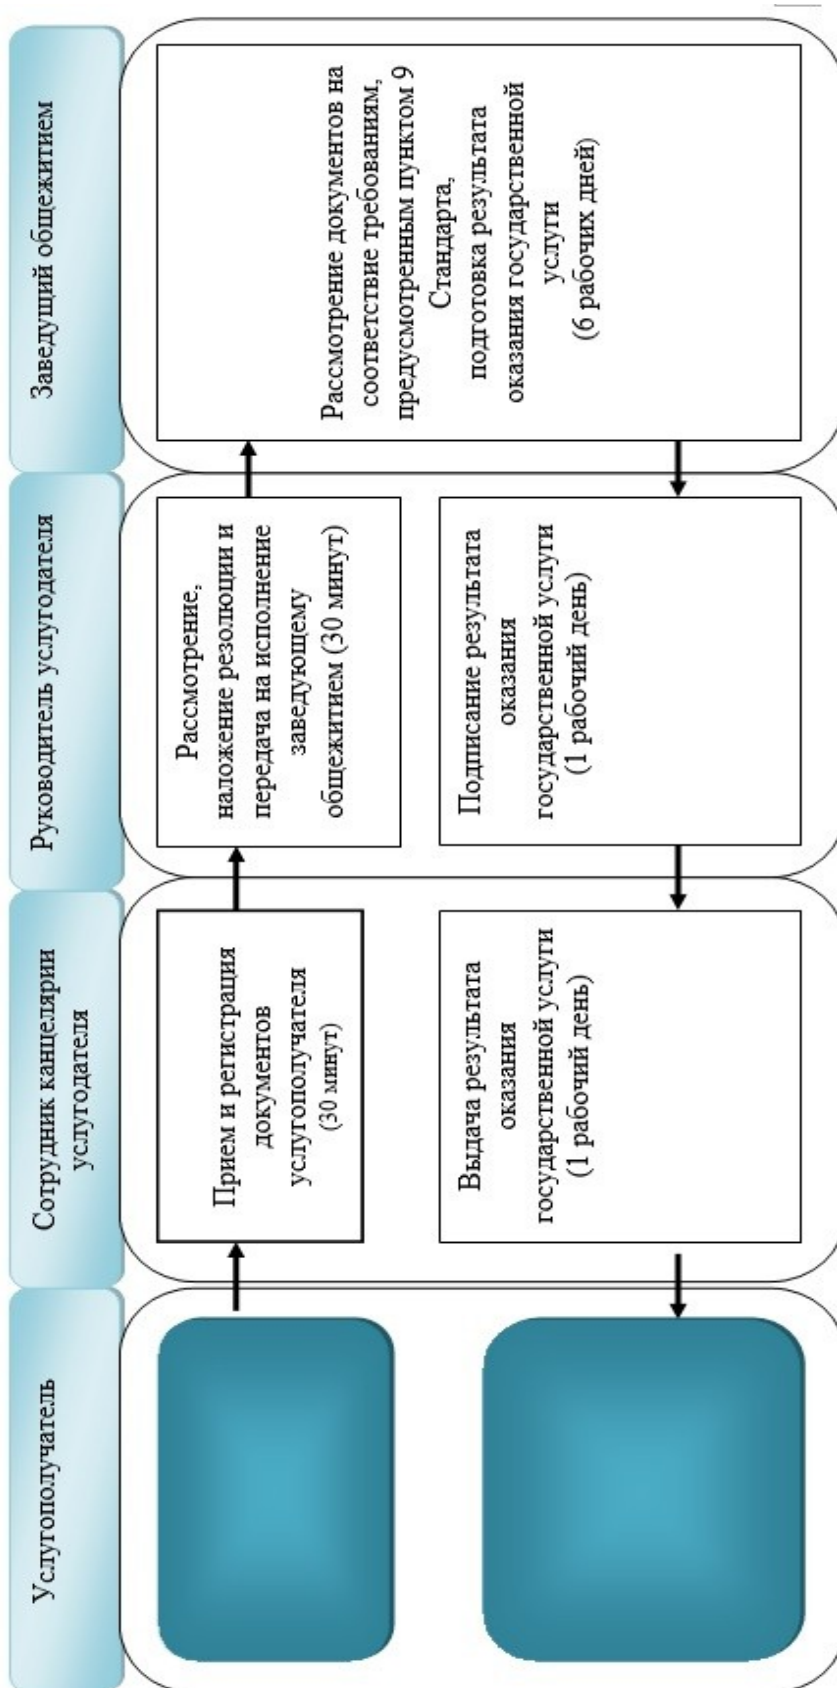 Услугополучатель
Сотрудник канцелярии
услугодателя
Руководитель услугодателя
Заведущий общежитием
Прием и регистрация
документов
услугополучателя
(30 минут)
Рассмотрение,
наложение резолюции и
передача на исполнение
заведующему
общежитием (30 минут)
Рассмотрение документов на
соответствие требованиям,
предусмотренным пунктом 9
Стандарта,
подготовка результата
оказания государственной
услуги
(6 рабочих дней)
Подписание результата
оказания
государственной услуги
(1 рабочий день)
Выдача результата
оказания
государственной услуги
(1 рабочий день)